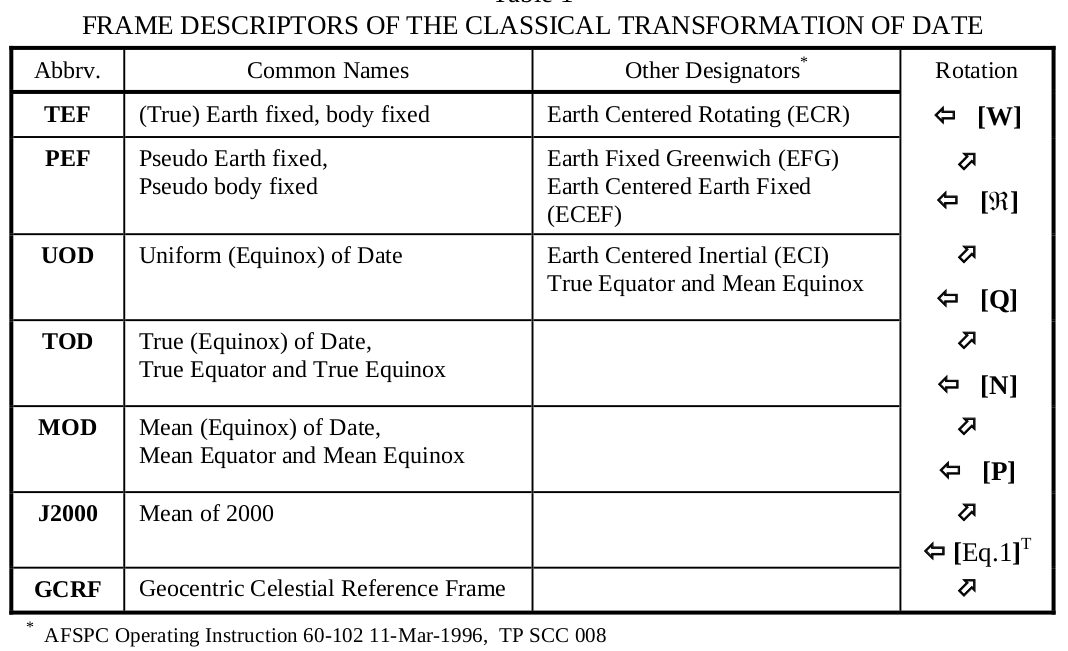 Table 1
FRAME DESCRIPTORS OF THE CLASSICAL TRANSFORMATION OF DATE
Abbrv. Common Names Other Designators* Rotation
TEF (True) Earth fixed, body fixed Earth Centered Rotating (ECR) ⇦ [W]
PEF Pseudo Earth fixed, Earth Fixed Greenwich (EFG) ⬀
Pseudo body fixed Earth Centered Earth Fixed ⇦ [ℜ]
(ECEF)
UOD Uniform (Equinox) of Date Earth Centered Inertial (ECI) ⬀
True Equator and Mean Equinox
⇦ [Q]
TOD True (Equinox) of Date, ⬀
True Equator and True Equinox
⇦ [N]
MOD Mean (Equinox) of Date, ⬀
Mean Equator and Mean Equinox
⇦ [P]
J2000 Mean of 2000 ⬀
⇦ [Eq.1]T
GCRF Geocentric Celestial Reference Frame ⬀
* AFSPC Operating Instruction 60-102 11-Mar-1996, TP SCC 008